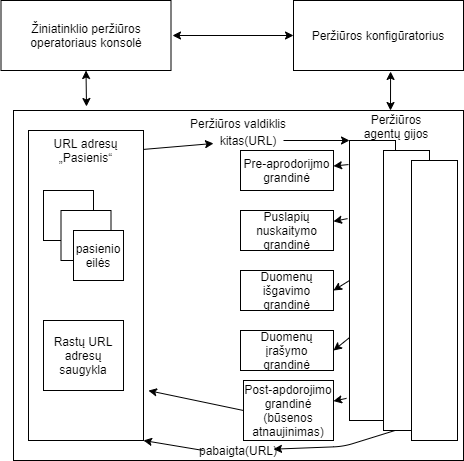 Žiniatinklio peržiūros
operatoriaus konsolė
Peržiūros konfigūratorius
Peržiūros valdiklis
Peržiūros
agentų gijos
URL adresų
„Pasienis“
kitas(URL)
Pre-aprodorijmo
grandinė
Puslapių
nuskaitymo
grandinė
pasienio
eilės
Duomenų
išgavimo
grandinė
Rastų URL
adresų
saugykla
Duomenų
įrašymo
grandinė
Post-apdorojimo
grandinė
(būsenos
atnaujinimas)
pabaigta(URL)